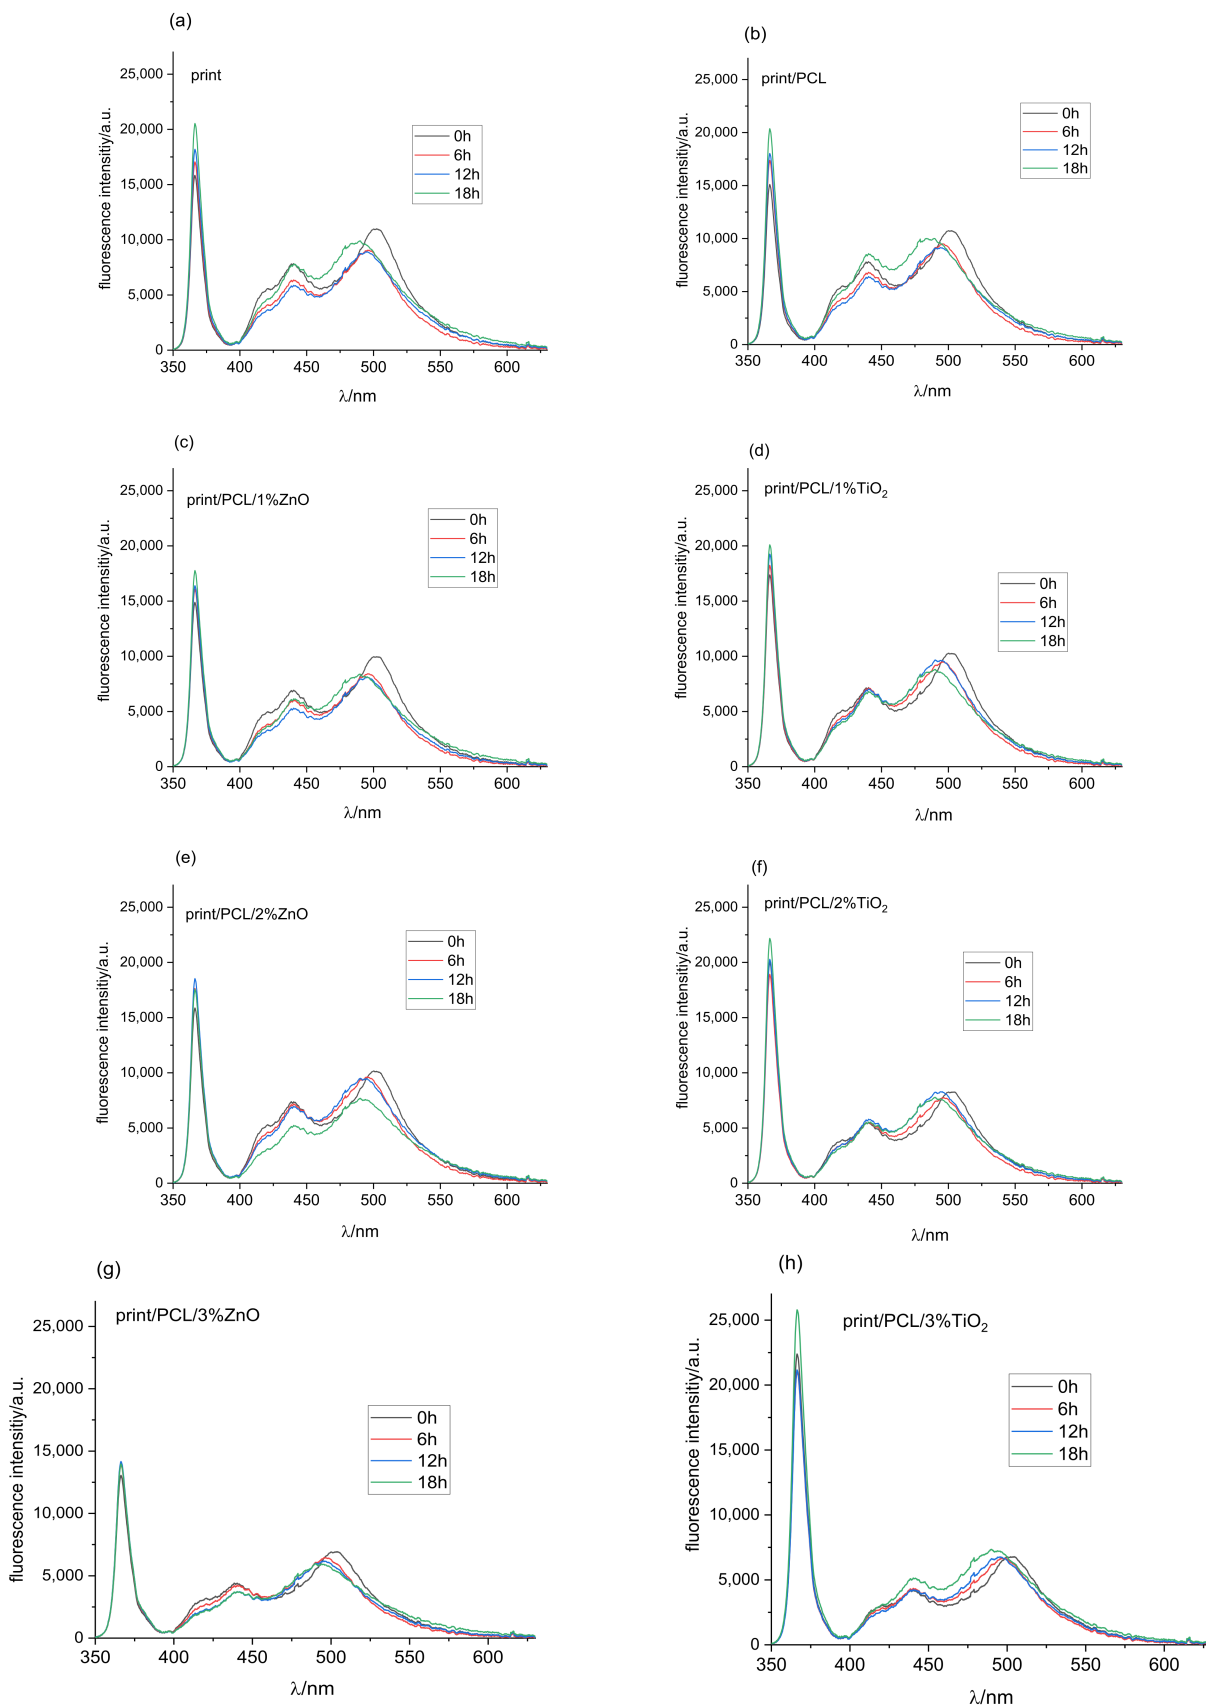 (a)
print
fluorescence intensitiy/a.u.
25,000
20,000
15,000
10,000
5,000
0
0h
6h
12h
18h
350 400 450 500 550 600
λ/nm
(b)
print/PCL
fluorescence intensitiy/a.u.
25,000
20,000
15,000
10,000
5,000
0
0h
6h
12h
18h
350 400 450 500 550 600
λ/nm
(c)
print/PCL/1%ZnO
fluorescence intensitiy/a.u.
25,000
20,000
15,000
10,000
5,000
0
0h
6h
12h
18h
350 400 450 500 550 600
λ/nm
(d)
print/PCL/1%TiO₂
fluorescence intensitiy/a.u.
25,000
20,000
15,000
10,000
5,000
0
0h
6h
12h
18h
350 400 450 500 550 600
λ/nm
(e)
print/PCL/2%ZnO
fluorescence intensitiy/a.u.
25,000
20,000
15,000
10,000
5,000
0
0h
6h
12h
18h
350 400 450 500 550 600
λ/nm
(f)
print/PCL/2%TiO₂
fluorescence intensitiy/a.u.
25,000
20,000
15,000
10,000
5,000
0
0h
6h
12h
18h
350 400 450 500 550 600
λ/nm
(g)
print/PCL/3%ZnO
fluorescence intensitiy/a.u.
25,000
20,000
15,000
10,000
5,000
0
0h
6h
12h
18h
350 400 450 500 550 600
λ/nm
(h)
print/PCL/3%TiO₂
fluorescence intensitiy/a.u.
25,000
20,000
15,000
10,000
5,000
0
0h
6h
12h
18h
350 400 450 500 550 600
λ/nm